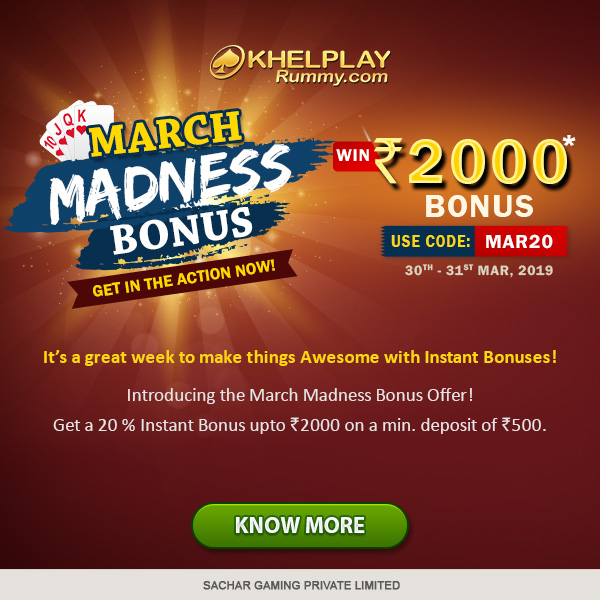 KHELPLAY
Rummy.com
10 J Q K
MARCH
MADNESS
BONUS
GET IN THE ACTION NOW!
WIN ₹2000*
BONUS
USE CODE: MAR20
30TH - 31ST MAR, 2019
It's a great week to make things Awesome with Instant Bonuses!
Introducing the March Madness Bonus Offer!
Get a 20 % Instant Bonus upto ₹2000 on a min. deposit of ₹500.
KNOW MORE
SACHAR GAMING PRIVATE LIMITED